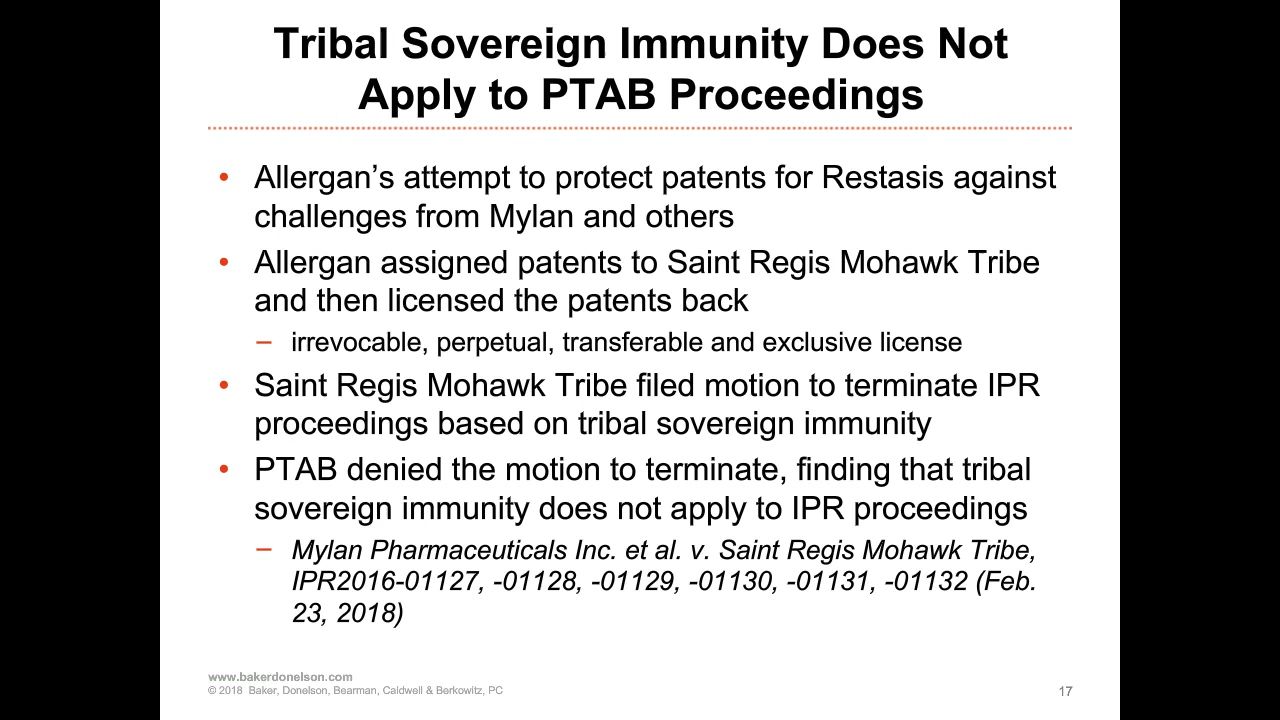 Tribal Sovereign Immunity Does Not
Apply to PTAB Proceedings
• Allergan’s attempt to protect patents for Restasis against
challenges from Mylan and others
• Allergan assigned patents to Saint Regis Mohawk Tribe
and then licensed the patents back
– irrevocable, perpetual, transferable and exclusive license
• Saint Regis Mohawk Tribe filed motion to terminate IPR
proceedings based on tribal sovereign immunity
• PTAB denied the motion to terminate, finding that tribal
sovereign immunity does not apply to IPR proceedings
– Mylan Pharmaceuticals Inc. et al. v. Saint Regis Mohawk Tribe,
IPR2016-01127, -01128, -01129, -01130, -01131, -01132 (Feb.
23, 2018)
www.bakerdonelson.com
© 2018 Baker, Donelson, Bearman, Caldwell & Berkowitz, PC
17